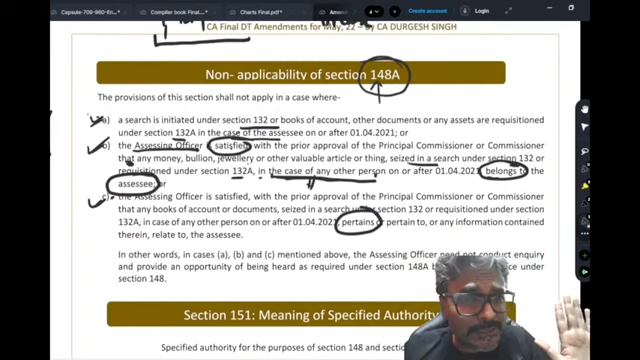 Capsule-709-980-Ent
Compiler book Final.
Charts Final.pdf*
Amendm
Create account
CA Final DT Amendments for May, 22 - By CA DURGESH SINGH
Non- applicability of section 148A
The provisions of this section shall not apply in a case where-
a) a search is initiated under section 132 or books of account, other documents or any assets are requisitioned
under section 132A in the case of the assessee on or after 01.04.2021; or
the Assessing Officer is satisfied, with the prior approval of the Principal Commissioner or Commissioner
that any money, bullion, jewellery or other valuable article or thing, seized in a search under section 132 or
requisitioned under section 132A, in the case of any other person on or after 01.04.2021, belongs to the
assessee; or
c) the Assessing Officer is satisfied, with the prior approval of the Principal Commissioner or Commissioner
that any books of account or documents, seized in a search under section 132 or requisitioned under section
132A, in case of any other person on or after 01.04.2021, pertains or pertain to, or any information contained
therein, relate to, the assessee.
In other words, in cases (a), (b) and (c) mentioned above, the Assessing Officer need not conduct enquiry
and provide an opportunity of being heard as required under section 148A under
section 148.
Section 151: Meaning of Specified Authority
Specified authority for the purposes of section 148 and section